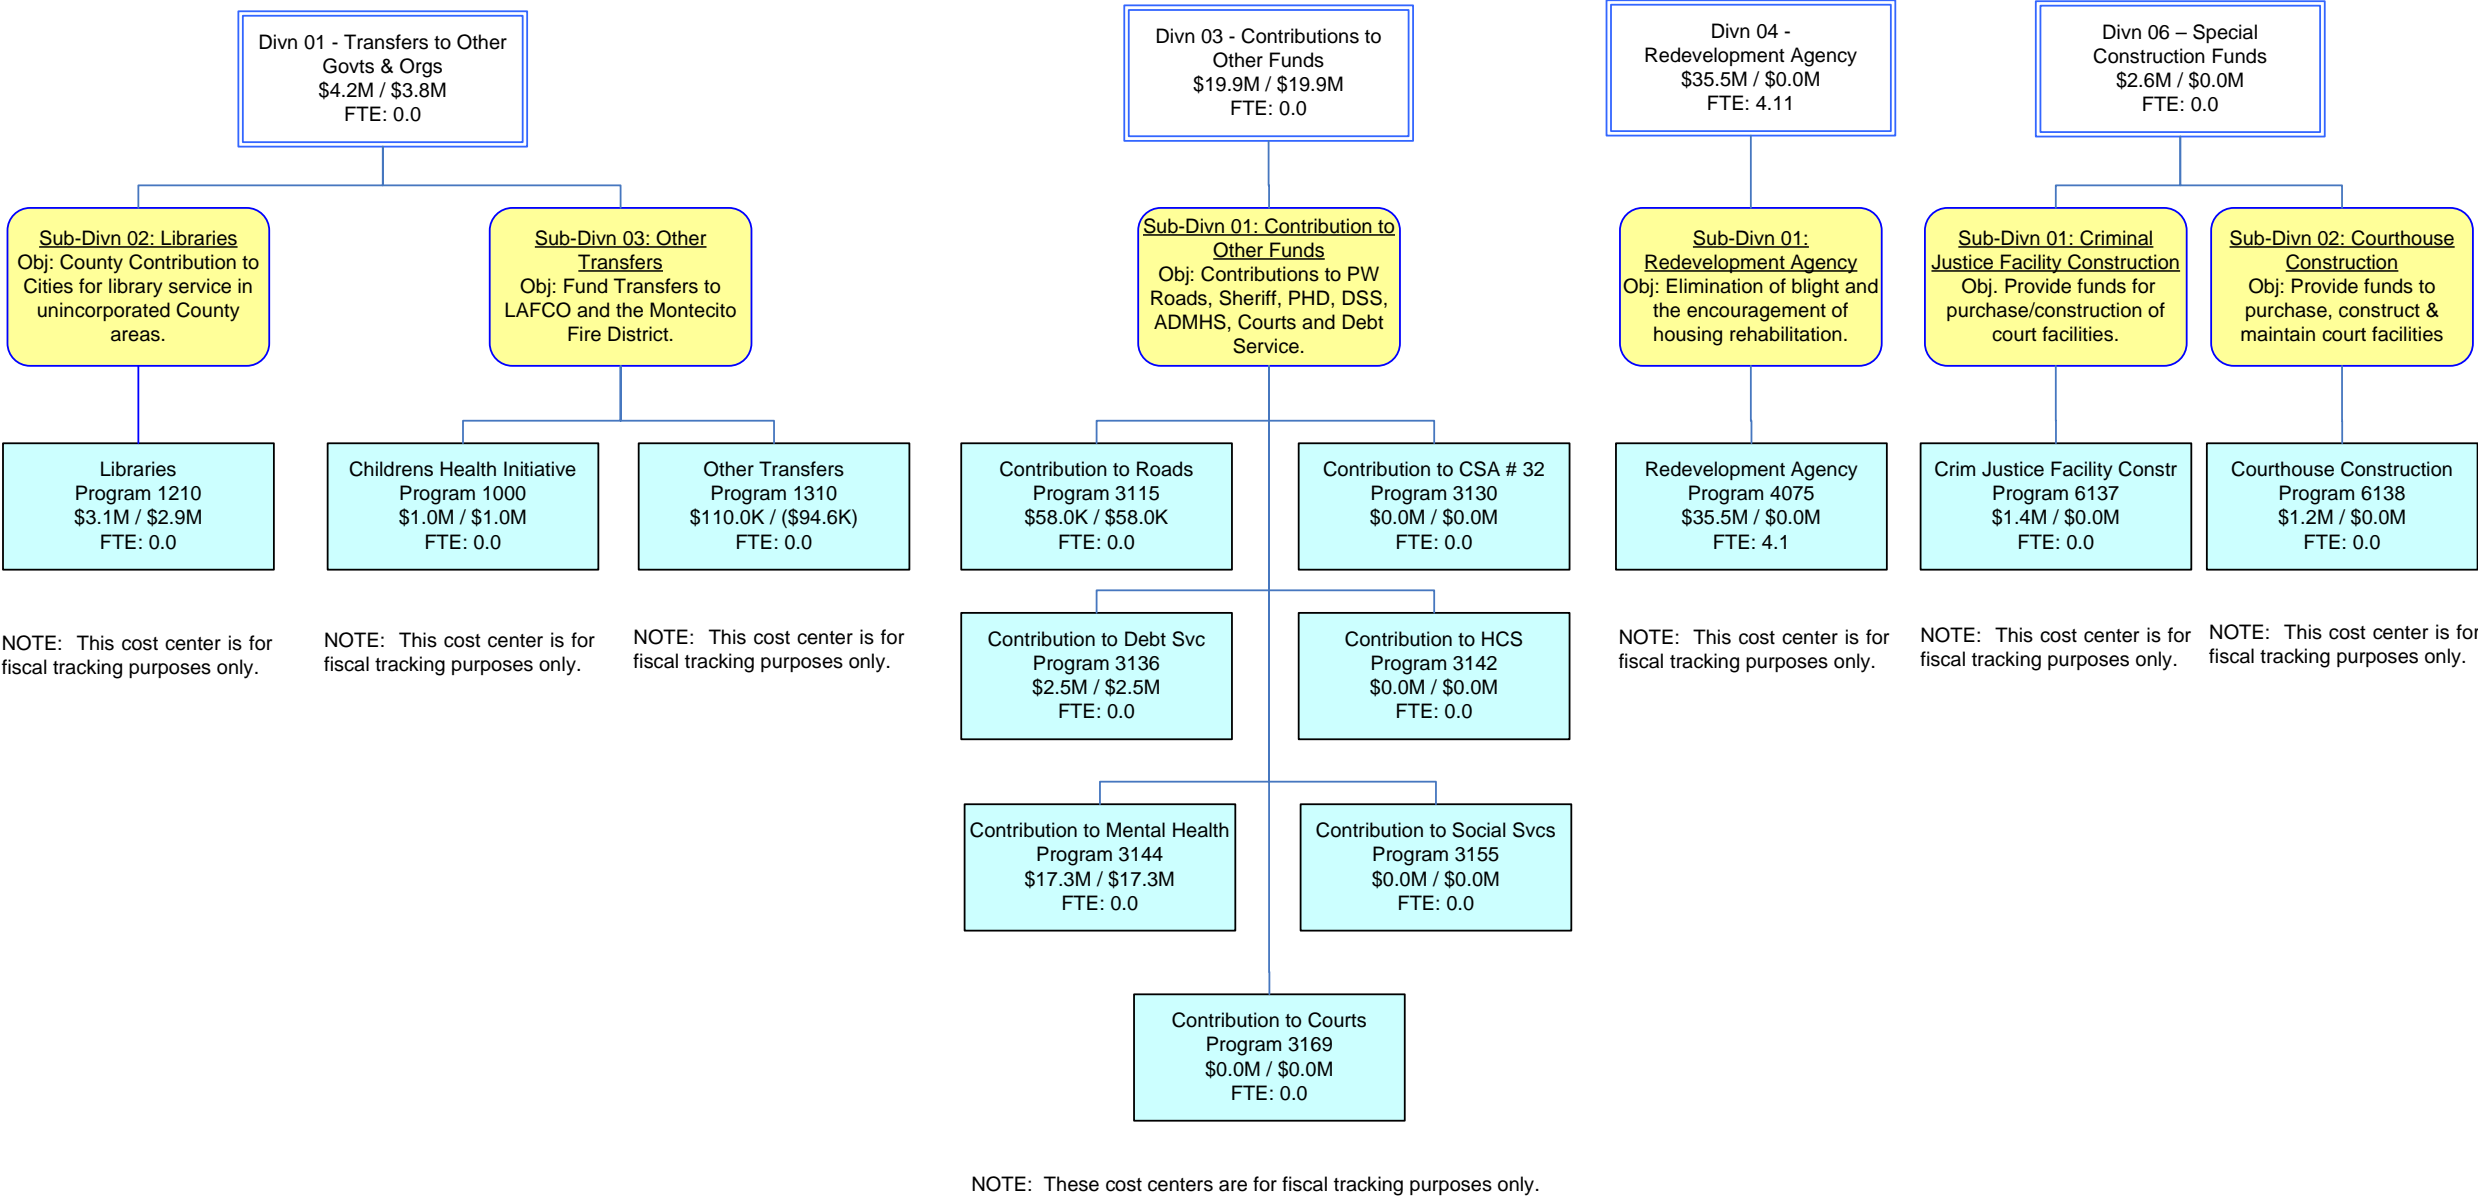 Divn 01 - Transfers to Other
Govts & Orgs
$4.2M / $3.8M
FTE: 0.0
Divn 03 - Contributions to
Other Funds
$19.9M / $19.9M
FTE: 0.0
Divn 04 -
Redevelopment Agency
$35.5M / $0.0M
FTE: 4.11
Divn 06 – Special
Construction Funds
$2.6M / $0.0M
FTE: 0.0
Sub-Divn 02: Libraries
Obj: County Contribution to
Cities for library service in
unincorporated County
areas.
Sub-Divn 03: Other
Transfers
Obj: Fund Transfers to
LAFCO and the Montecito
Fire District.
Sub-Divn 01: Contribution to
Other Funds
Obj: Contributions to PW
Roads, Sheriff, PHD, DSS,
ADMHS, Courts and Debt
Service.
Sub-Divn 01:
Redevelopment Agency
Obj: Elimination of blight and
the encouragement of
housing rehabilitation.
Sub-Divn 01: Criminal
Justice Facility Construction
Obj. Provide funds for
purchase/construction of
court facilities.
Sub-Divn 02: Courthouse
Construction
Obj: Provide funds to
purchase, construct &
maintain court facilities
Libraries
Program 1210
$3.1M / $2.9M
FTE: 0.0
Childrens Health Initiative
Program 1000
$1.0M / $1.0M
FTE: 0.0
Other Transfers
Program 1310
$110.0K / ($94.6K)
FTE: 0.0
Contribution to Roads
Program 3115
$58.0K / $58.0K
FTE: 0.0
Contribution to CSA # 32
Program 3130
$0.0M / $0.0M
FTE: 0.0
Redevelopment Agency
Program 4075
$35.5M / $0.0M
FTE: 4.1
Crim Justice Facility Constr
Program 6137
$1.4M / $0.0M
FTE: 0.0
Courthouse Construction
Program 6138
$1.2M / $0.0M
FTE: 0.0
NOTE: This cost center is for
fiscal tracking purposes only.
NOTE: This cost center is for
fiscal tracking purposes only.
NOTE: This cost center is for
fiscal tracking purposes only.
Contribution to Debt Svc
Program 3136
$2.5M / $2.5M
FTE: 0.0
Contribution to HCS
Program 3142
$0.0M / $0.0M
FTE: 0.0
NOTE: This cost center is for
fiscal tracking purposes only.
NOTE: This cost center is for
fiscal tracking purposes only.
NOTE: This cost center is for
fiscal tracking purposes only.
Contribution to Mental Health
Program 3144
$17.3M / $17.3M
FTE: 0.0
Contribution to Social Svcs
Program 3155
$0.0M / $0.0M
FTE: 0.0
Contribution to Courts
Program 3169
$0.0M / $0.0M
FTE: 0.0
NOTE: These cost centers are for fiscal tracking purposes only.